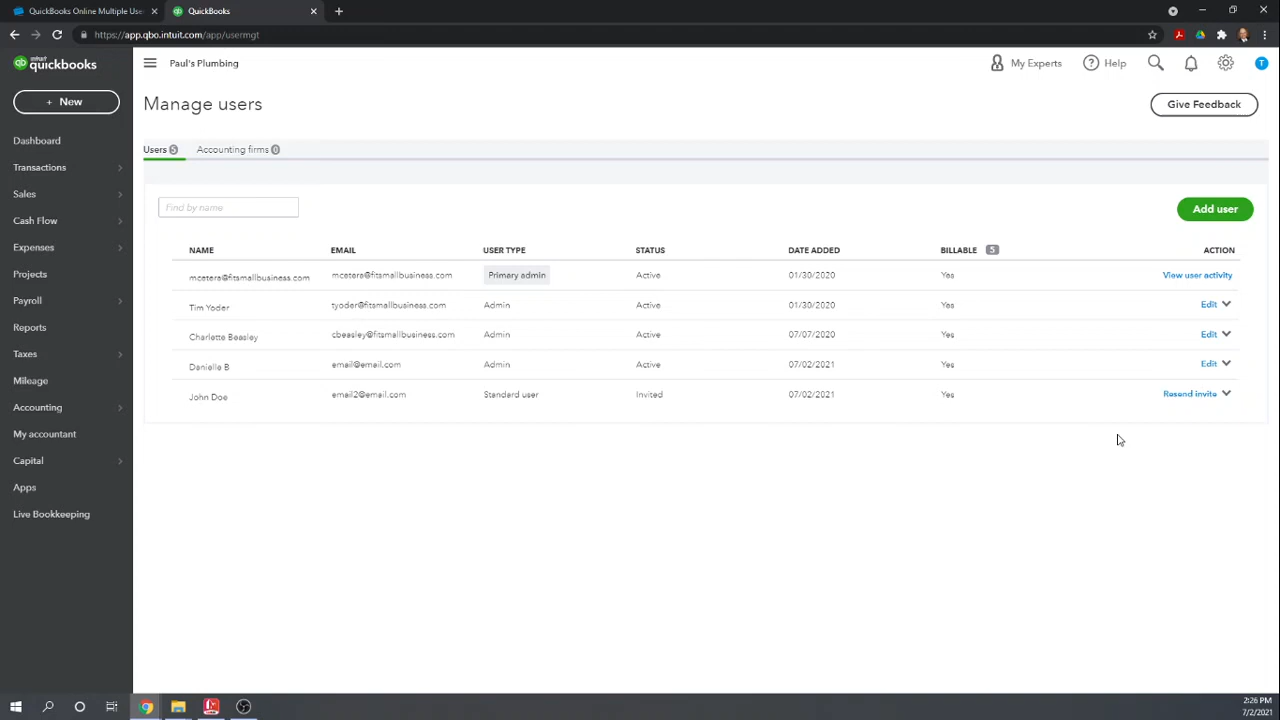 QuickBooks Online Multiple Use
QuickBooks
https://app.qbo.intuit.com/app/usermgt
intuit quickbooks
Paul's Plumbing
My Experts
Help
T
+ New
Manage users
Give Feedback
Dashboard
Transactions
Sales
Cash Flow
Expenses
Projects
Payroll
Reports
Taxes
Mileage
Accounting
My accountant
Capital
Apps
Live Bookkeeping
Users 5 Accounting firms 0
Find by name
Add user
NAME EMAIL USER TYPE STATUS DATE ADDED BILLABLE 5 ACTION
mcetera@fitsmallbusiness.com mcetera@fitsmallbusiness.com Primary admin Active 01/30/2020 Yes View user activity
Tim Yoder tyoder@fitsmallbusiness.com Admin Active 01/30/2020 Yes Edit
Charlette Beasley cbeasley@fitsmallbusiness.com Admin Active 07/07/2020 Yes Edit
Danielle B email@email.com Admin Active 07/02/2021 Yes Edit
John Doe email2@email.com Standard user Invited 07/02/2021 Yes Resend invite
2:26 PM
7/2/2021